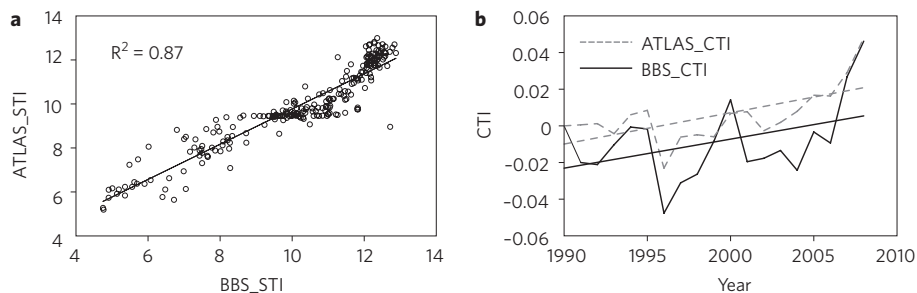 a
14
12
10
8
6
4
ATLAS_STI
R² = 0.87
4 6 8 10 12 14
BBS_STI
b
0.06
0.04
0.02
0
−0.02
−0.04
−0.06
CTI
ATLAS_CTI
BBS_CTI
1990 1995 2000 2005 2010
Year